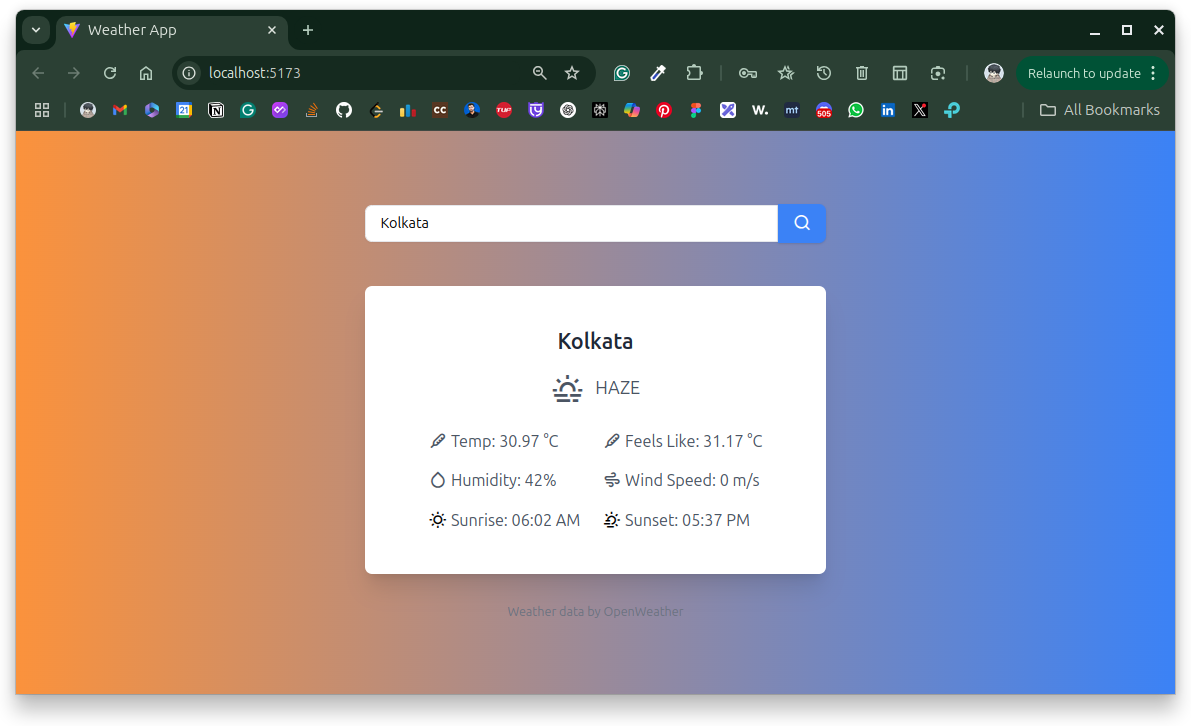 Weather App
localhost:5173
Relaunch to update
21 CC TUF W. mt 505 in
All Bookmarks
Kolkata
Kolkata
HAZE
Temp: 30.97 °C Feels Like: 31.17 °C
Humidity: 42% Wind Speed: 0 m/s
Sunrise: 06:02 AM Sunset: 05:37 PM
Weather data by OpenWeather